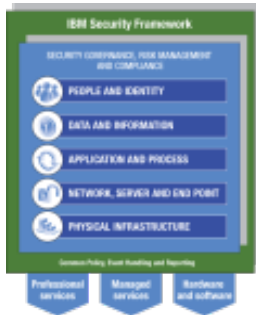 IBM Security Framework
SECURITY GOVERNANCE, RISK MANAGEMENT
AND COMPLIANCE
PEOPLE AND IDENTITY
DATA AND INFORMATION
APPLICATION AND PROCESS
NETWORK, SERVER AND END POINT
PHYSICAL INFRASTRUCTURE
Common Policy, Event Handling and Reporting
Professional
services
Managed
services
Hardware
and software